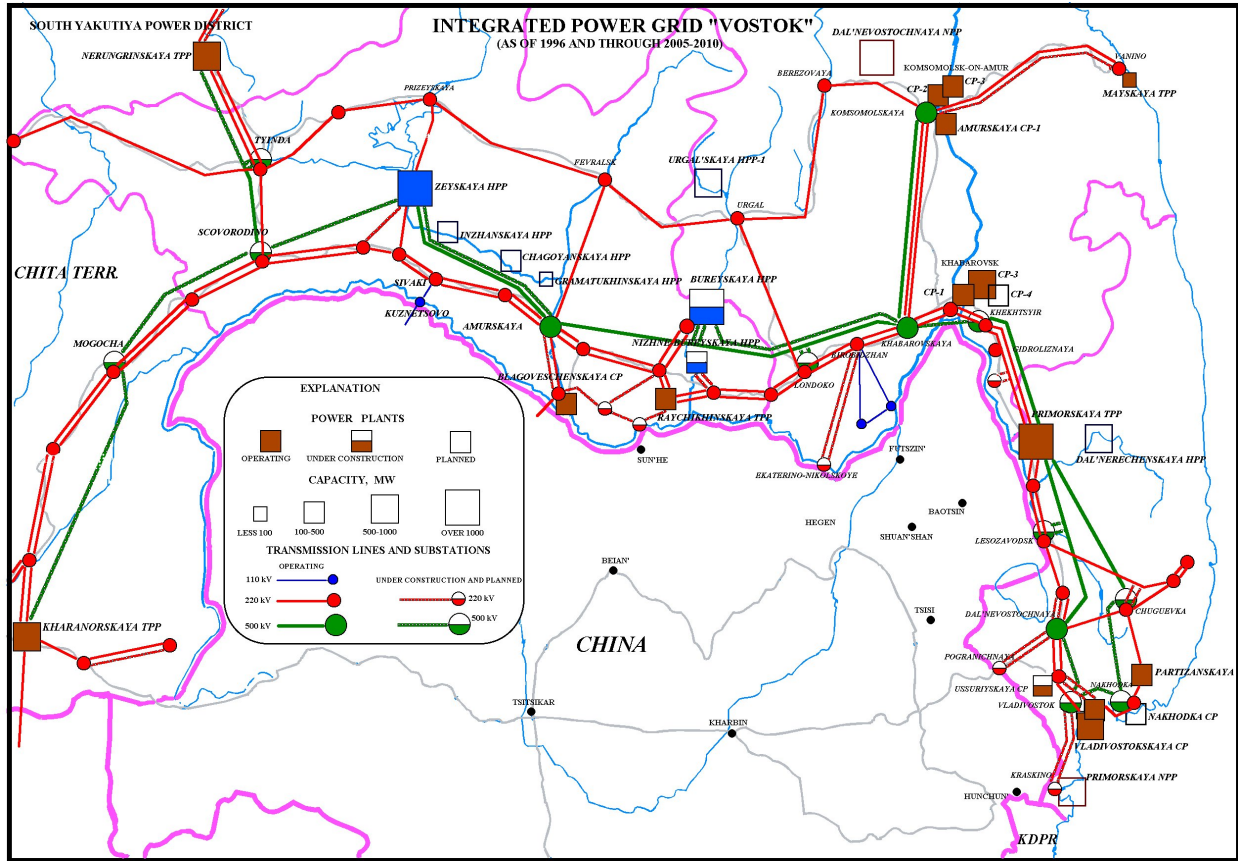 INTEGRATED POWER GRID "VOSTOK"
(AS OF 1996 AND THROUGH 2005-2010)
SOUTH YAKUTIYA POWER DISTRICT
NERUNGRINSKAYA TPP
DAL'NEVOSTOCHNAYA NPP
KOMSOMOLSK-ON-AMUR
VANINO
BEREZOVAYA
CP-3
CP-2
MAYSKAYA TPP
PRIZEYSKAYA
KOMSOMOLSKAYA
AMURSKAYA CP-1
TYINDA
FEVRALSK
URGAL'SKAYA HPP-1
ZEYSKAYA HPP
URGAL
SCOVORODINO
INZHANSKAYA HPP
CHAGOYANSKAYA HPP
GRAMATUKHINSKAYA HPP
CHITA TERR.
SIVAKI
KUZNETSOVO
BUREYSKAYA HPP
KHABAROVSK
CP-3
CP-1
CP-4
KHEKHTSYIR
AMURSKAYA
MOGOCHA
NIZHNE-BUREYSKAYA HPP
BIROBIDZHAN
KHABAROVSKAYA
GIDROLIZNAYA
BLAGOVESCHENSKAYA CP
LONDOKO
RAYCHIKHINSKAYA TPP
PRIMORSKAYA TPP
DAL'NERECHENSKAYA HPP
SUN'HE
FUTSZIN'
EKATERINO-NIKOLSKOYE
EXPLANATION
POWER PLANTS
OPERATING
UNDER CONSTRUCTION
PLANNED
CAPACITY, MW
LESS 100
100-500
500-1000
OVER 1000
TRANSMISSION LINES AND SUBSTATIONS
OPERATING
UNDER CONSTRUCTION AND PLANNED
110 kV
220 kV
220 kV
500 kV
500 kV
HEGEN
BAOTSIN
SHUAN'SHAN
LESOZAVODSK
BEIAN'
TSISI
DAL'NEVOSTOCHNAYA
CHUGUEVKA
KHARANORSKAYA TPP
CHINA
POGRANICHNAYA
PARTIZANSKAYA
USSURIYSKAYA CP
NAKHODKA
VLADIVOSTOK
NAKHODKA CP
TSITSIKAR
KHARBIN
VLADIVOSTOKSKAYA CP
KRASKINO
PRIMORSKAYA NPP
HUNCHUN'
KDPR